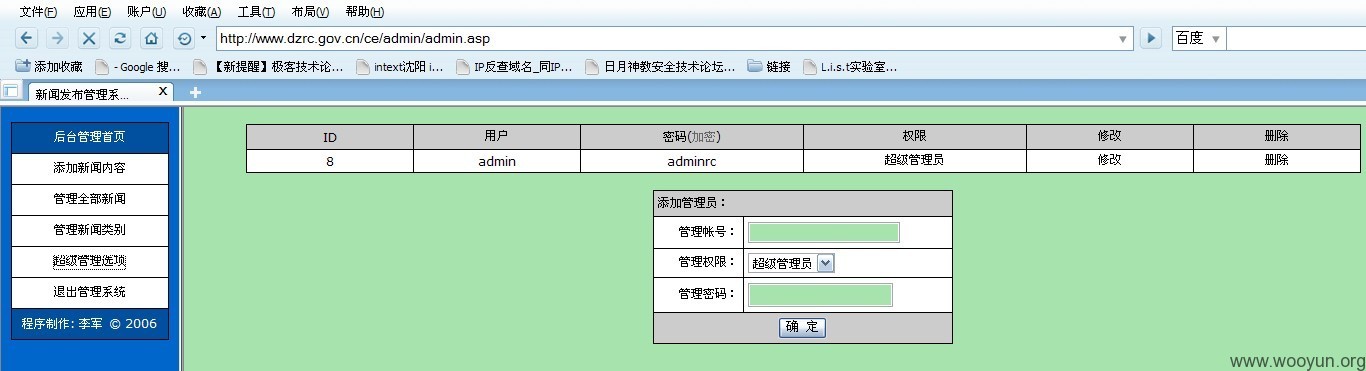 文件(F) 应用(E) 账户(U) 收藏(A) 工具(T) 布局(V) 帮助(H)
http://www.dzrc.gov.cn/ce/admin/admin.asp 百度
添加收藏 - Google 搜... 【新提醒】极客技术论... intext沈阳 i... IP反查域名_同IP... 日月神教安全技术论坛... 链接 L.i.s.t实验室...
新闻发布管理系... X
后台管理首页
添加新闻内容
管理全部新闻
管理新闻类别
超级管理选项
退出管理系统
程序制作: 李军 © 2006
ID 用户 密码(加密) 权限 修改 删除
8 admin adminrc 超级管理员 修改 删除
添加管理员：
管理帐号：
管理权限： 超级管理员
管理密码：
确 定
www.wooyun.org